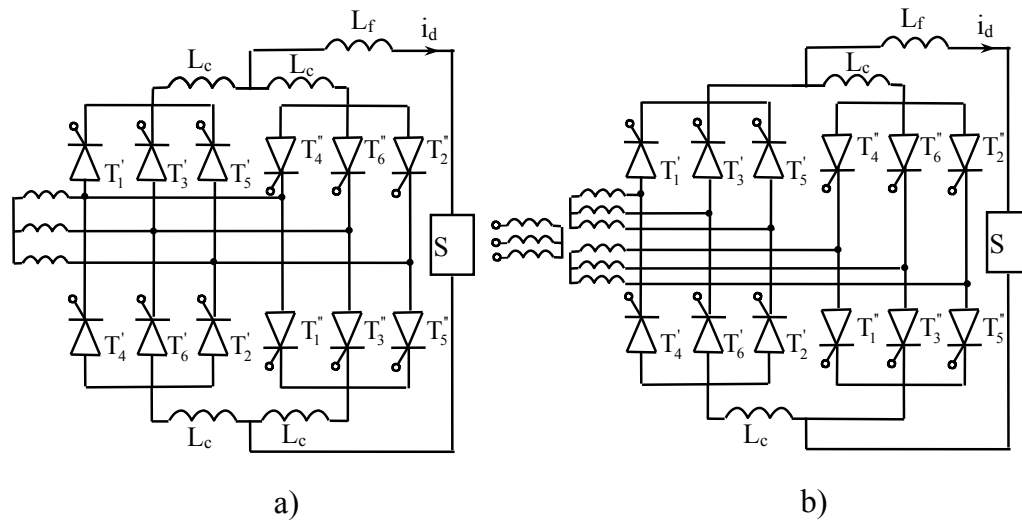 L_f i_d
L_c L_c
T_1^' T_3^' T_5^' T_4^'' T_6^'' T_2^''
S
T_4^' T_6^' T_2^' T_1^'' T_3^'' T_5^''
L_c L_c
a)
L_f i_d
L_c
T_1^' T_3^' T_5^' T_4^'' T_6^'' T_2^''
S
T_4^' T_6^' T_2^' T_1^'' T_3^'' T_5^''
L_c
b)